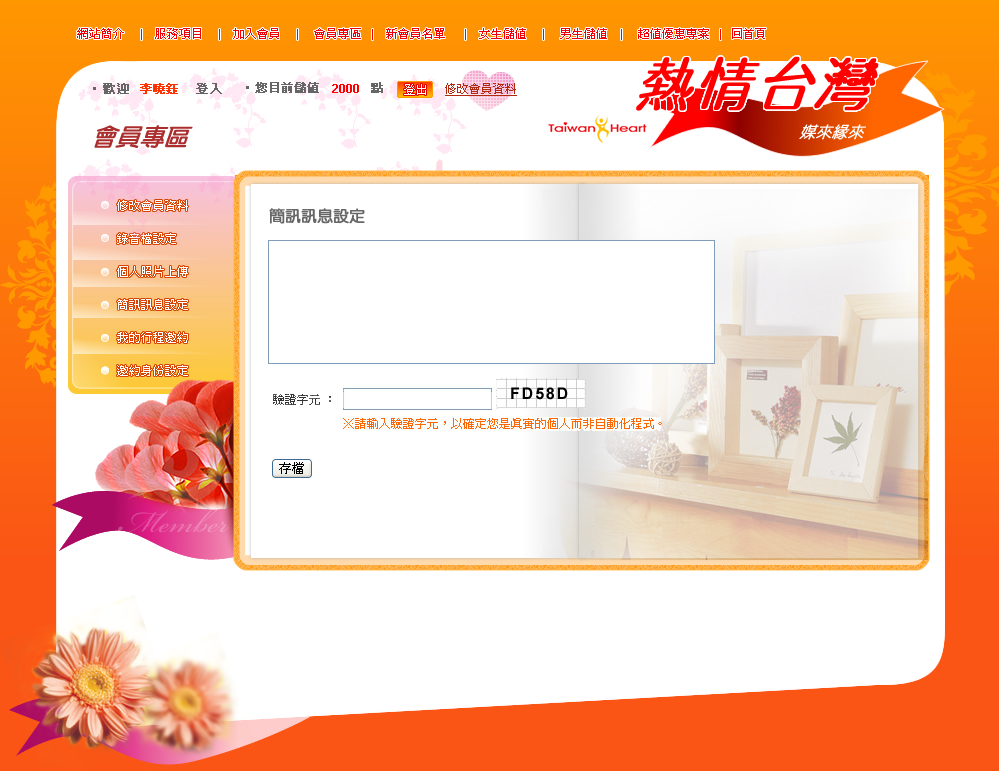 網站簡介 | 服務項目 | 加入會員 | 會員專區 | 新會員名單 | 女生儲值 | 男生儲值 | 超值優惠專案 | 回首頁
・歡迎 李曉鈺 登入 ・您目前儲值 2000 點 登出 修改會員資料
熱情台灣
Taiwan Heart
媒來緣來
會員專區
修改會員資料
錄音檔設定
個人照片上傳
簡訊訊息設定
我的行程邀約
邀約身份設定
Member
簡訊訊息設定
驗證字元 : FD58D
※請輸入驗證字元，以確定您是真實的個人而非自動化程式。
存檔